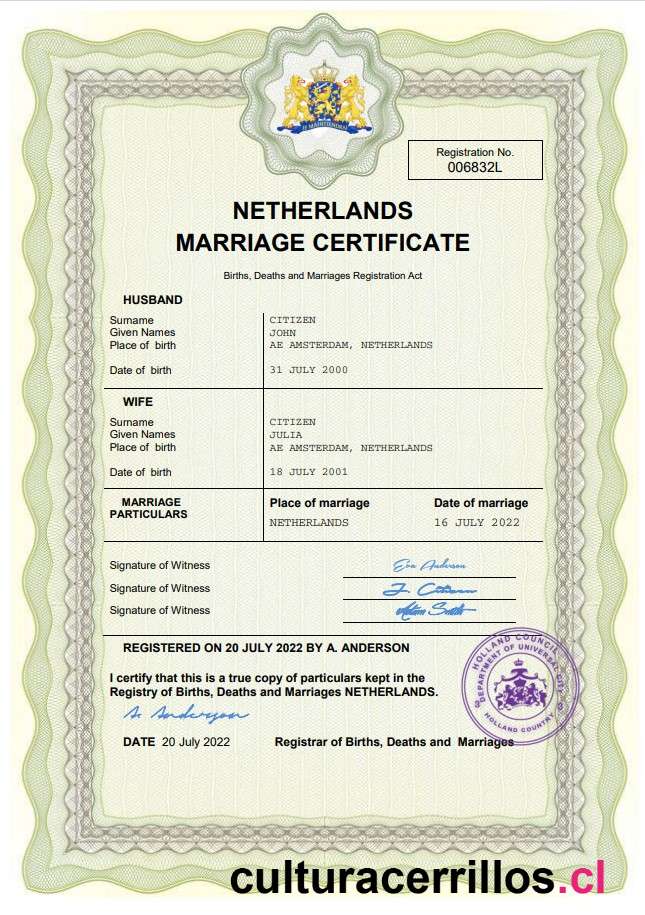 JE MAINTIENDRAI
Registration No.
006832L
NETHERLANDS
MARRIAGE CERTIFICATE
Births, Deaths and Marriages Registration Act
HUSBAND
Surname CITIZEN
Given Names JOHN
Place of birth AE AMSTERDAM, NETHERLANDS
Date of birth 31 JULY 2000
WIFE
Surname CITIZEN
Given Names JULIA
Place of birth AE AMSTERDAM, NETHERLANDS
Date of birth 18 JULY 2001
MARRIAGE PARTICULARS
Place of marriage Date of marriage
NETHERLANDS 16 JULY 2022
Signature of Witness Eva Anderson
Signature of Witness J. Citizen
Signature of Witness Adam Smith
REGISTERED ON 20 JULY 2022 BY A. ANDERSON
I certify that this is a true copy of particulars kept in the
Registry of Births, Deaths and Marriages NETHERLANDS.
A. Anderson
DATE 20 July 2022 Registrar of Births, Deaths and Marriages
HOLLAND COUNCIL
DEPARTMENT OF UNIVERSAL CITY
HOLLAND COUNTRY
culturacerrillos.cl